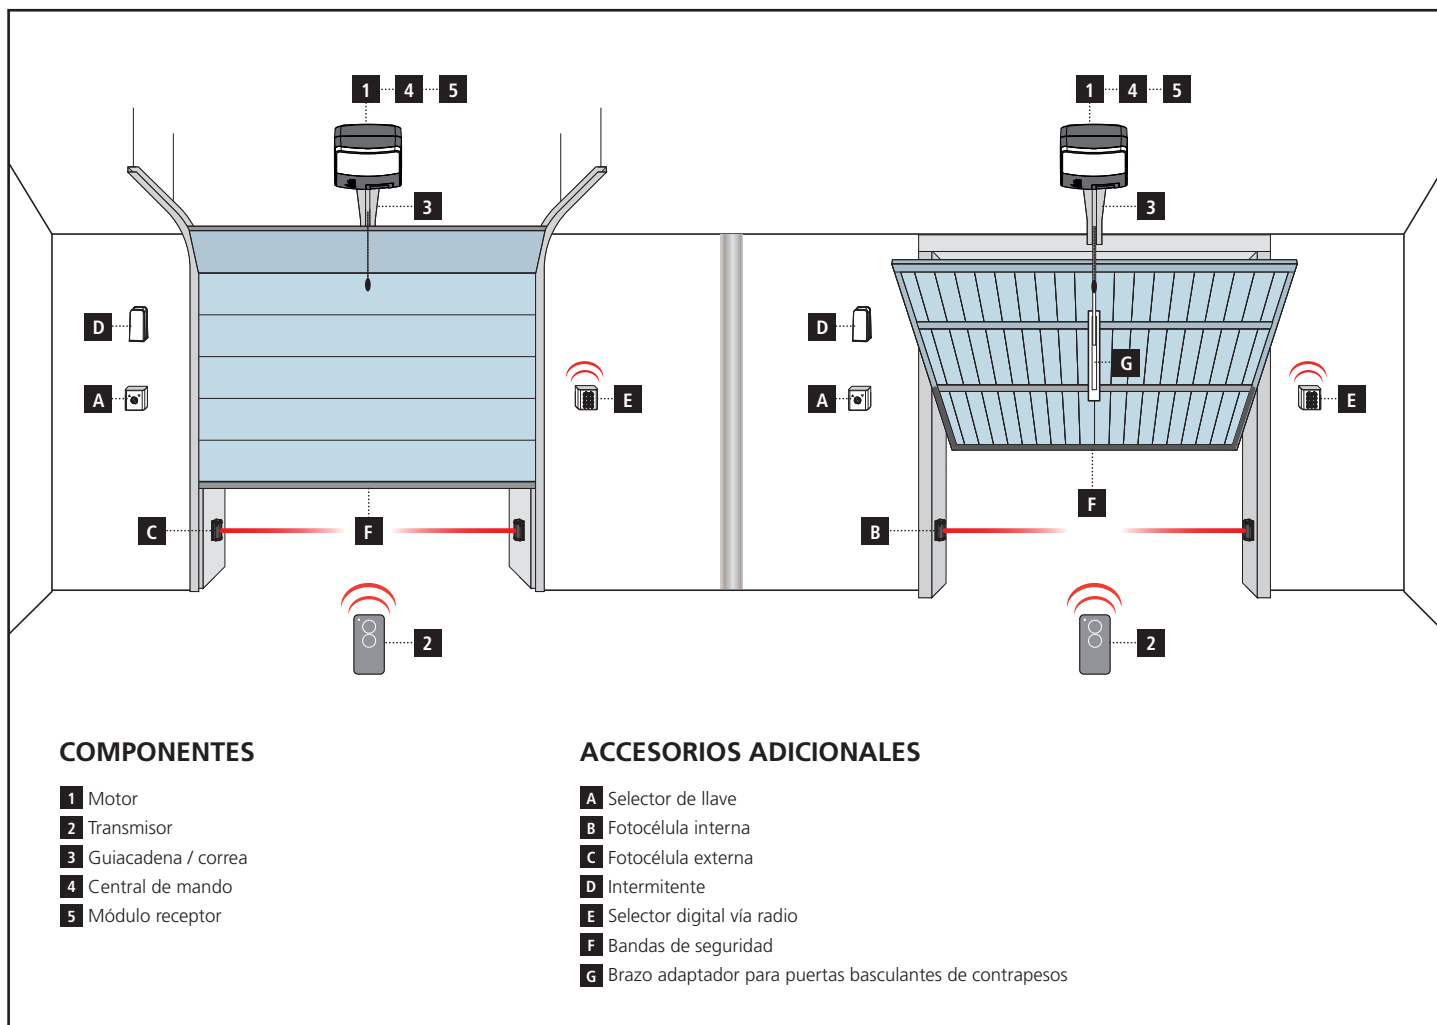 1 4 5
1 4 5
3
3
D
D
G
A
E
A
E
C
F
B
F
2
2
COMPONENTES
1 Motor
2 Transmisor
3 Guiacadena / correa
4 Central de mando
5 Módulo receptor
ACCESORIOS ADICIONALES
A Selector de llave
B Fotocélula interna
C Fotocélula externa
D Intermitente
E Selector digital vía radio
F Bandas de seguridad
G Brazo adaptador para puertas basculantes de contrapesos